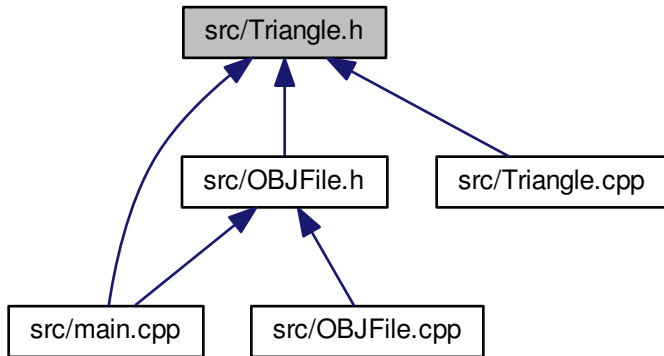 src/Triangle.h
src/OBJFile.h
src/Triangle.cpp
src/main.cpp
src/OBJFile.cpp